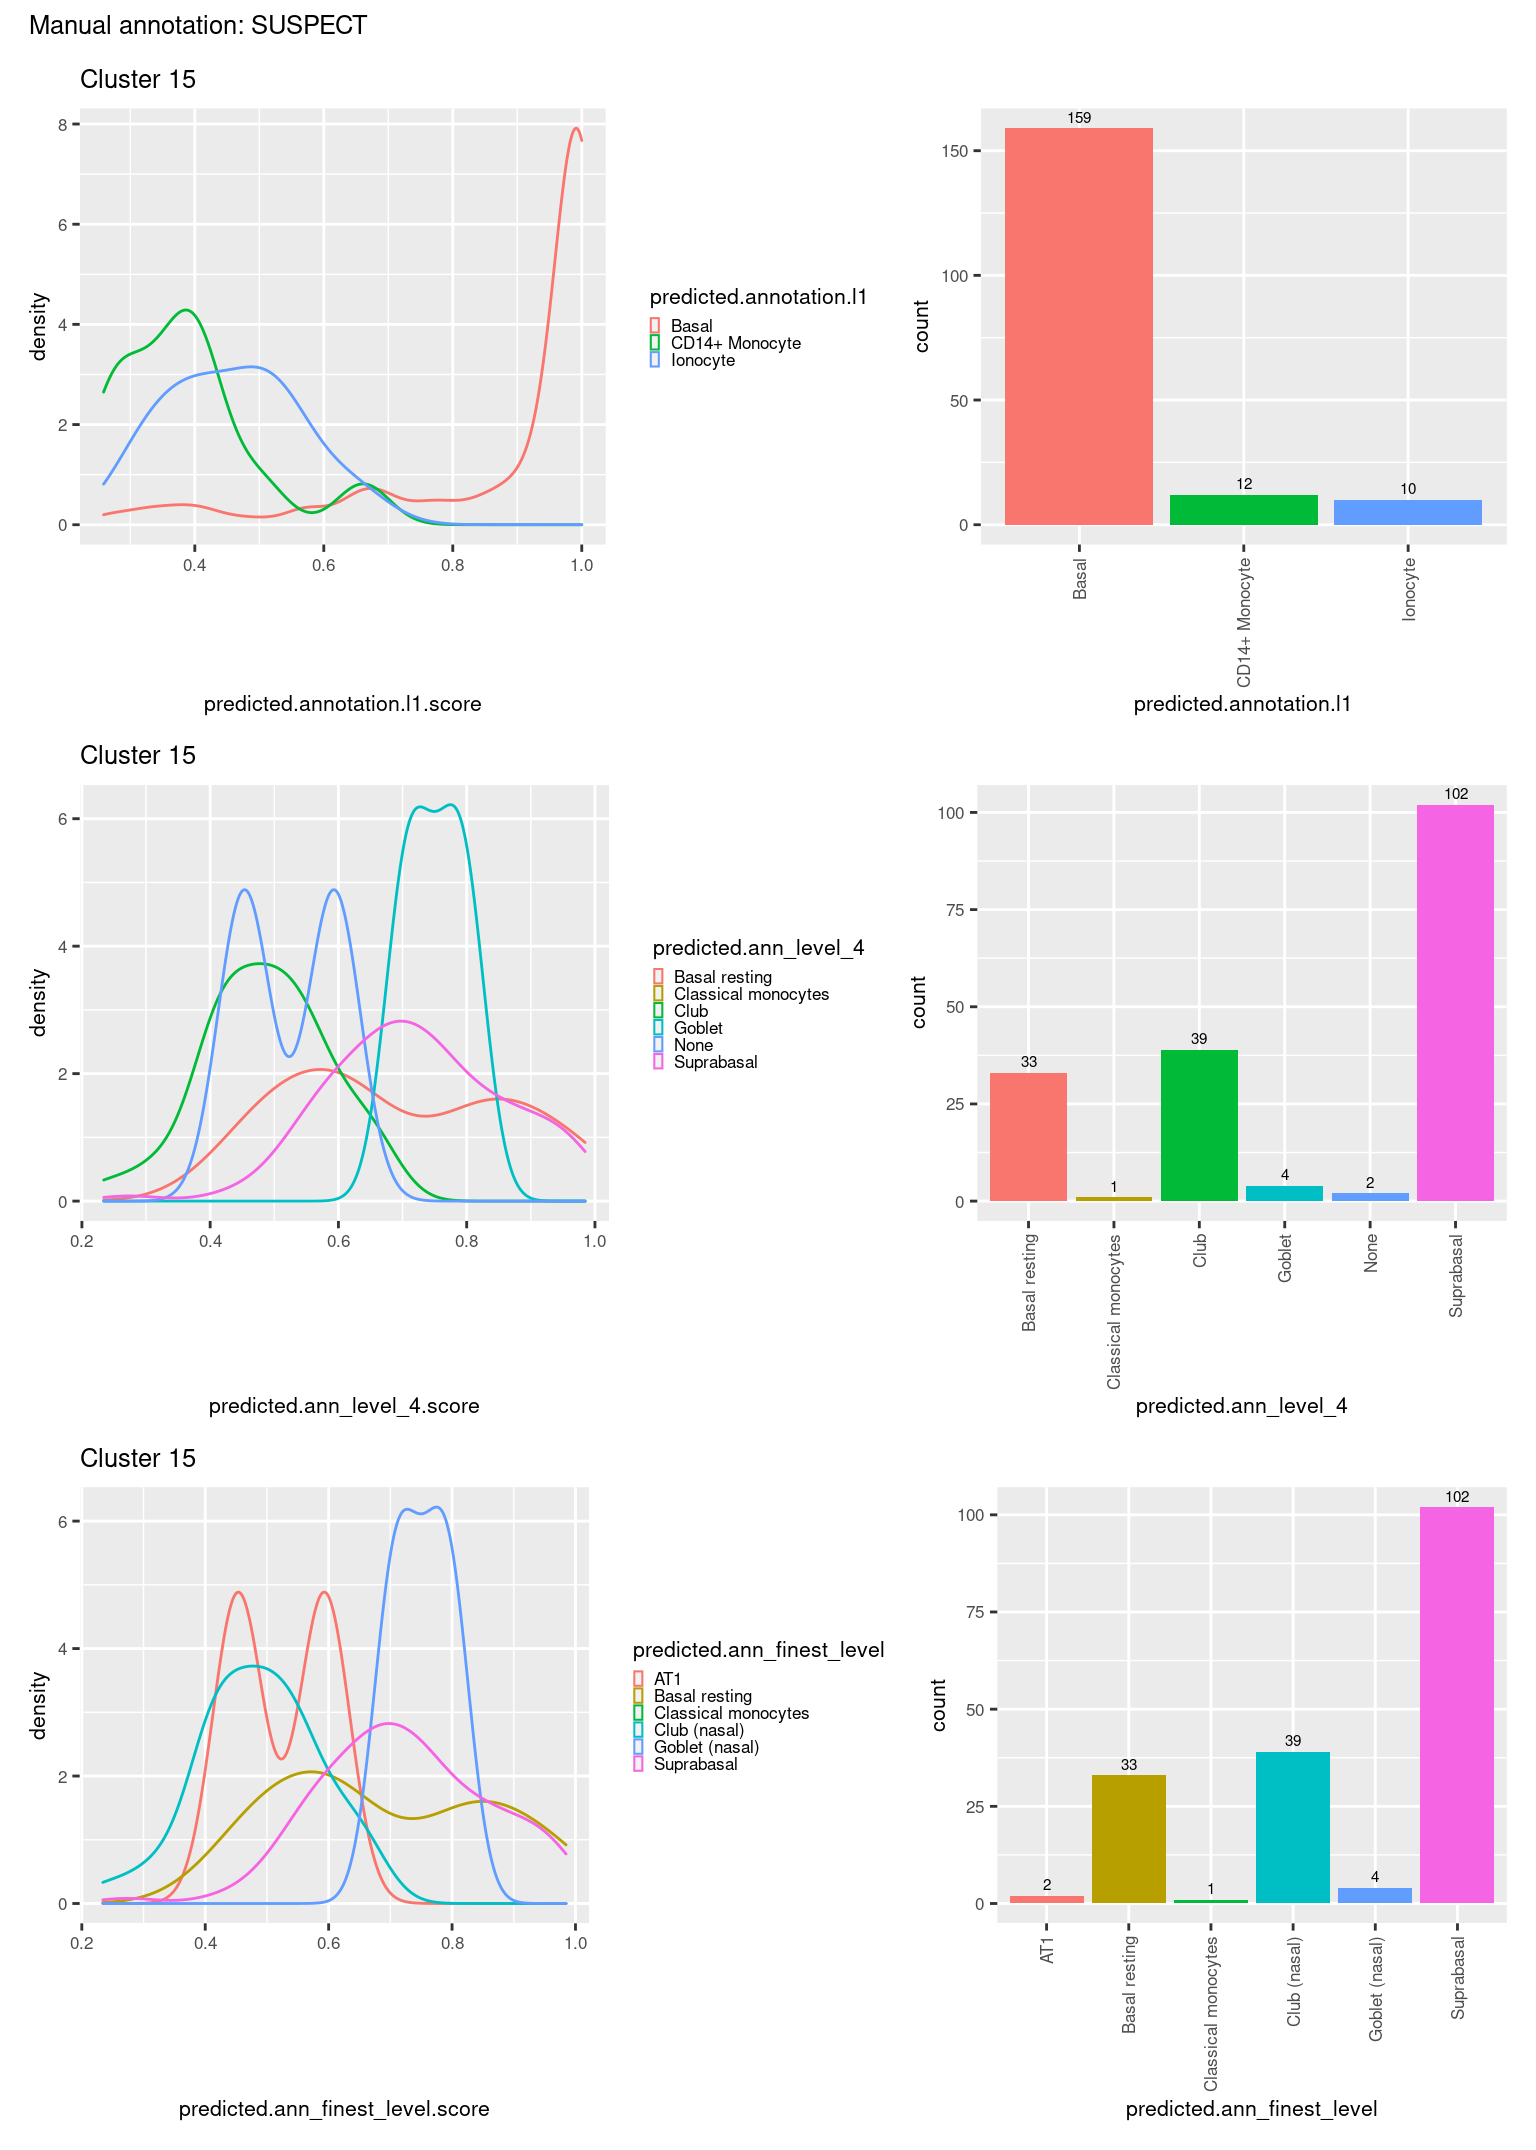 Manual annotation: SUSPECT
Cluster 15
density
8
6
4
2
0
0.4 0.6 0.8 1.0
predicted.annotation.l1.score
predicted.annotation.l1
Basal
CD14+ Monocyte
Ionocyte
count
150
100
50
0
159
12
10
Basal
CD14+ Monocyte
Ionocyte
predicted.annotation.l1
Cluster 15
density
6
4
2
0
0.2 0.4 0.6 0.8 1.0
predicted.ann_level_4.score
predicted.ann_level_4
Basal resting
Classical monocytes
Club
Goblet
None
Suprabasal
count
100
75
50
25
0
33
1
39
4
2
102
Basal resting
Classical monocytes
Club
Goblet
None
Suprabasal
predicted.ann_level_4
Cluster 15
density
6
4
2
0
0.2 0.4 0.6 0.8 1.0
predicted.ann_finest_level.score
predicted.ann_finest_level
AT1
Basal resting
Classical monocytes
Club (nasal)
Goblet (nasal)
Suprabasal
count
100
75
50
25
0
2
33
1
39
4
102
AT1
Basal resting
Classical monocytes
Club (nasal)
Goblet (nasal)
Suprabasal
predicted.ann_finest_level